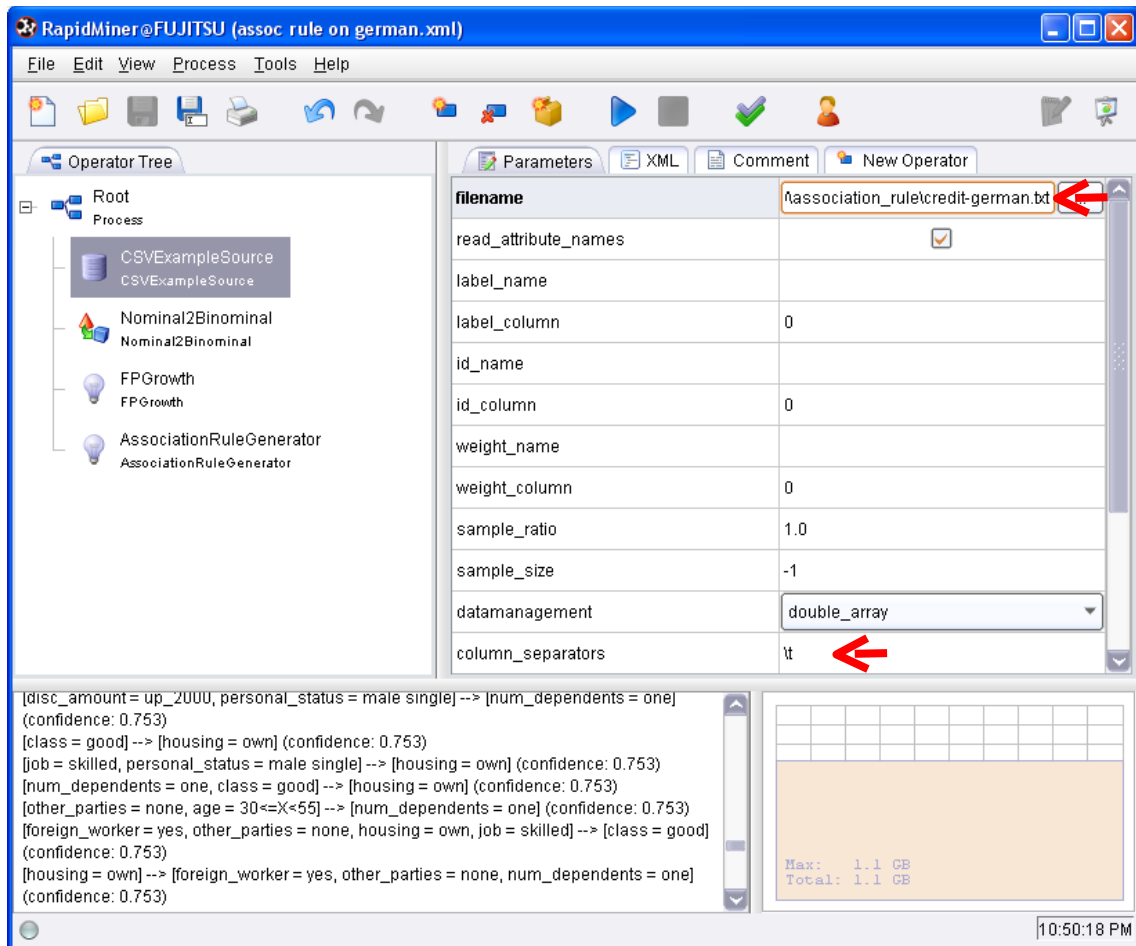 RapidMiner@FUJITSU (assoc rule on german.xml)
File Edit View Process Tools Help
Operator Tree
Root
Process
CSVExampleSource
CSVExampleSource
Nominal2Binominal
Nominal2Binominal
FPGrowth
FPGrowth
AssociationRuleGenerator
AssociationRuleGenerator
Parameters XML Comment New Operator
filename \association_rule\credit-german.txt
read_attribute_names
label_name
label_column 0
id_name
id_column 0
weight_name
weight_column 0
sample_ratio 1.0
sample_size -1
datamanagement double_array
column_separators \t
[disc_amount = up_2000, personal_status = male single] --> [num_dependents = one]
(confidence: 0.753)
[class = good] --> [housing = own] (confidence: 0.753)
[job = skilled, personal_status = male single] --> [housing = own] (confidence: 0.753)
[num_dependents = one, class = good] --> [housing = own] (confidence: 0.753)
[other_parties = none, age = 30<=X<55] --> [num_dependents = one] (confidence: 0.753)
[foreign_worker = yes, other_parties = none, housing = own, job = skilled] --> [class = good]
(confidence: 0.753)
[housing = own] --> [foreign_worker = yes, other_parties = none, num_dependents = one]
(confidence: 0.753)
Max: 1.1 GB
Total: 1.1 GB
10:50:18 PM